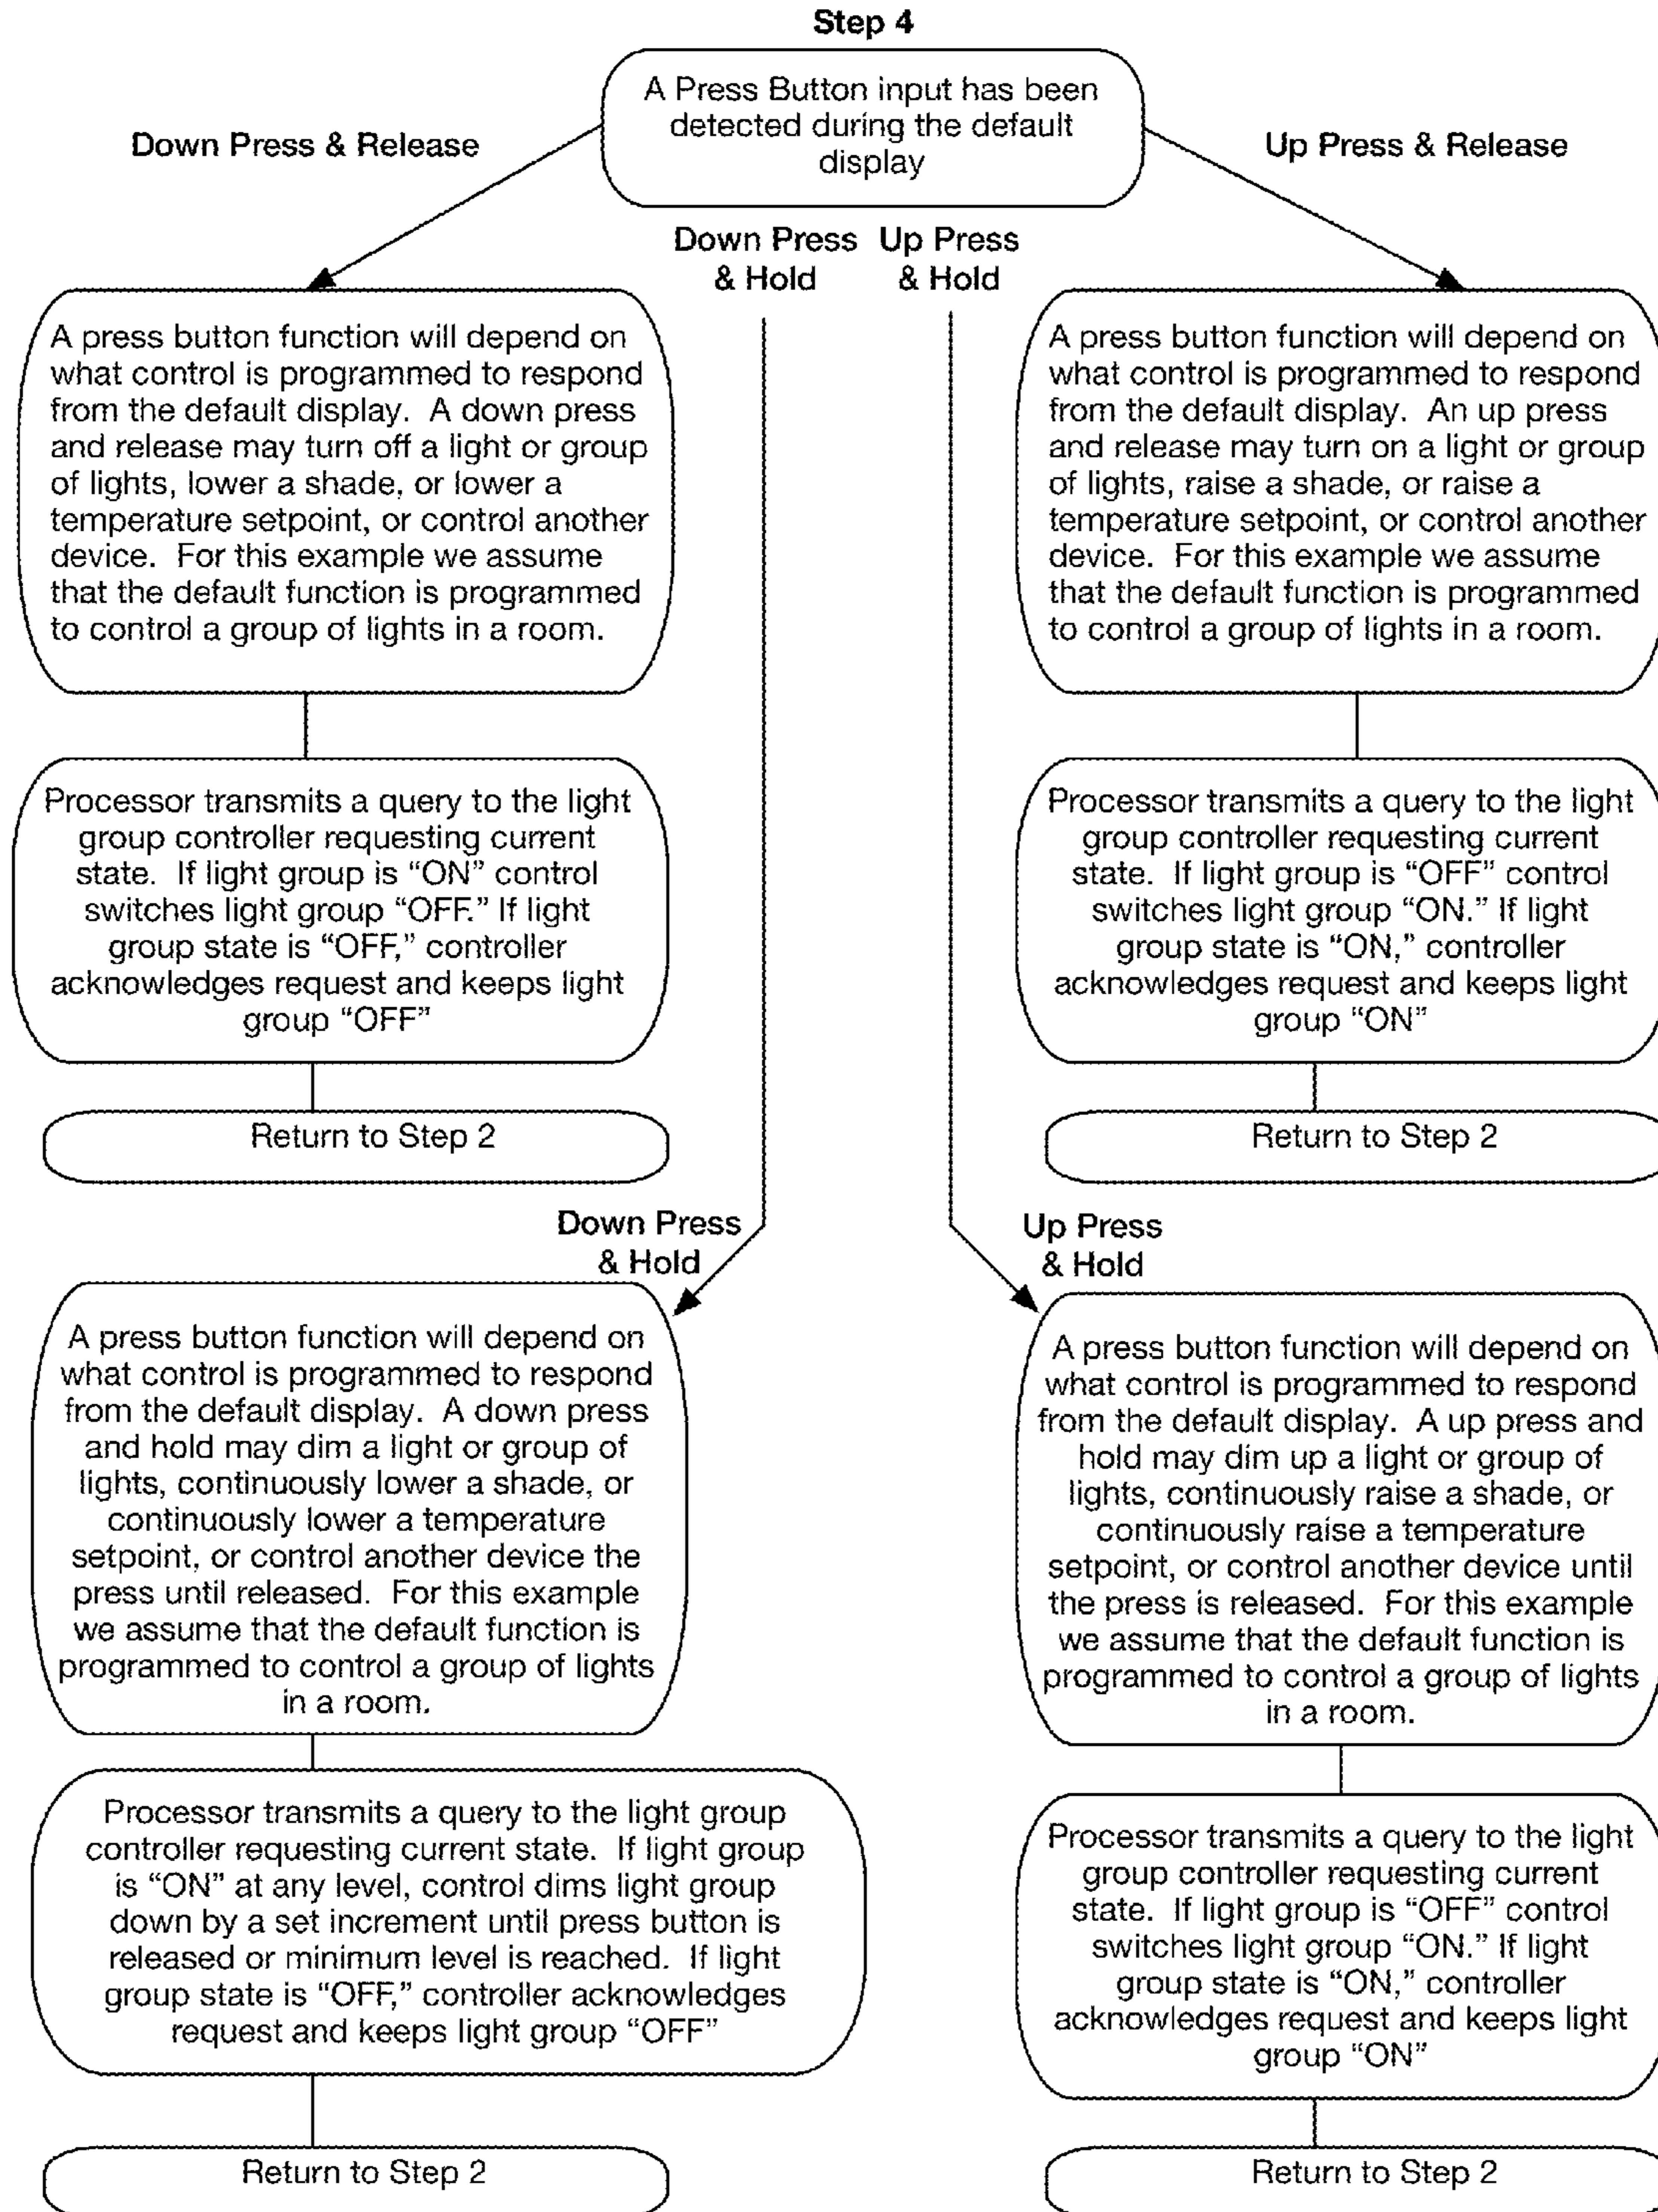 Step 4
A Press Button input has been
detected during the default
display
Down Press & Release
Up Press & Release
Down Press
& Hold
Up Press
& Hold
A press button function will depend on
what control is programmed to respond
from the default display.  A down press
and release may turn off a light or group
of lights, lower a shade, or lower a
temperature setpoint, or control another
device.  For this example we assume
that the default function is programmed
to control a group of lights in a room.
A press button function will depend on
what control is programmed to respond
from the default display.  An up press
and release may turn on a light or group
of lights, raise a shade, or raise a
temperature setpoint, or control another
device.  For this example we assume
that the default function is programmed
to control a group of lights in a room.
Processor transmits a query to the light
group controller requesting current
state.  If light group is “ON” control
switches light group “OFF.” If light
group state is “OFF,” controller
acknowledges request and keeps light
group “OFF”
Processor transmits a query to the light
group controller requesting current
state.  If light group is “OFF” control
switches light group “ON.” If light
group state is “ON,” controller
acknowledges request and keeps light
group “ON”
Return to Step 2
Return to Step 2
Down Press
& Hold
Up Press
& Hold
A press button function will depend on
what control is programmed to respond
from the default display.  A down press
and hold may dim a light or group of
lights, continuously lower a shade, or
continuously lower a temperature
setpoint, or control another device the
press until released.  For this example
we assume that the default function is
programmed to control a group of lights
in a room.
A press button function will depend on
what control is programmed to respond
from the default display.  A up press and
hold may dim up a light or group of
lights, continuously raise a shade, or
continuously raise a temperature
setpoint, or control another device until
the press is released.  For this example
we assume that the default function is
programmed to control a group of lights
in a room.
Processor transmits a query to the light group
controller requesting current state.  If light group
is “ON” at any level, control dims light group
down by a set increment until press button is
released or minimum level is reached.  If light
group state is “OFF,” controller acknowledges
request and keeps light group “OFF”
Processor transmits a query to the light
group controller requesting current
state.  If light group is “OFF” control
switches light group “ON.” If light
group state is “ON,” controller
acknowledges request and keeps light
group “ON”
Return to Step 2
Return to Step 2